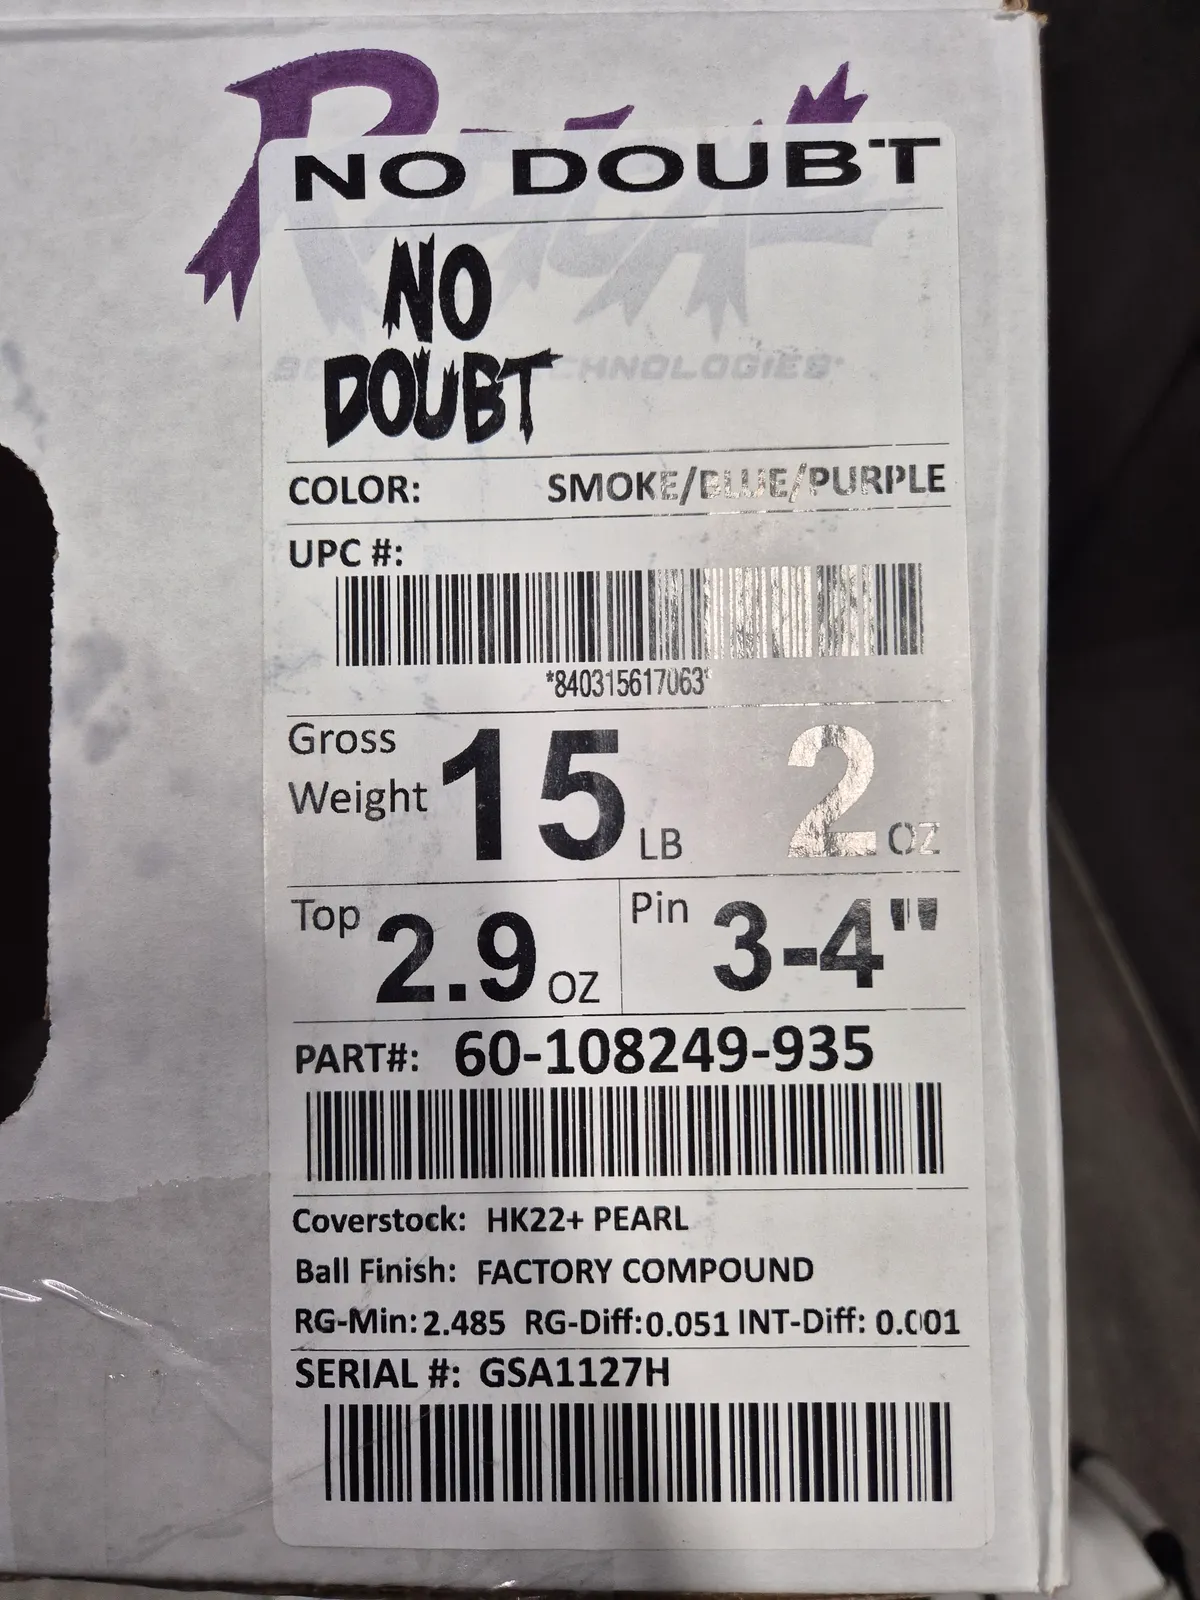 NO DOUBT
NO
DOUBT
COLOR: SMOKE/BLUE/PURPLE
UPC #:
*840315617063*
Gross Weight 15 LB 2 OZ
Top 2.9 OZ Pin 3-4"
PART#: 60-108249-935
Coverstock: HK22+ PEARL
Ball Finish: FACTORY COMPOUND
RG-Min: 2.485 RG-Diff: 0.051 INT-Diff: 0.001
SERIAL #: GSA1127H